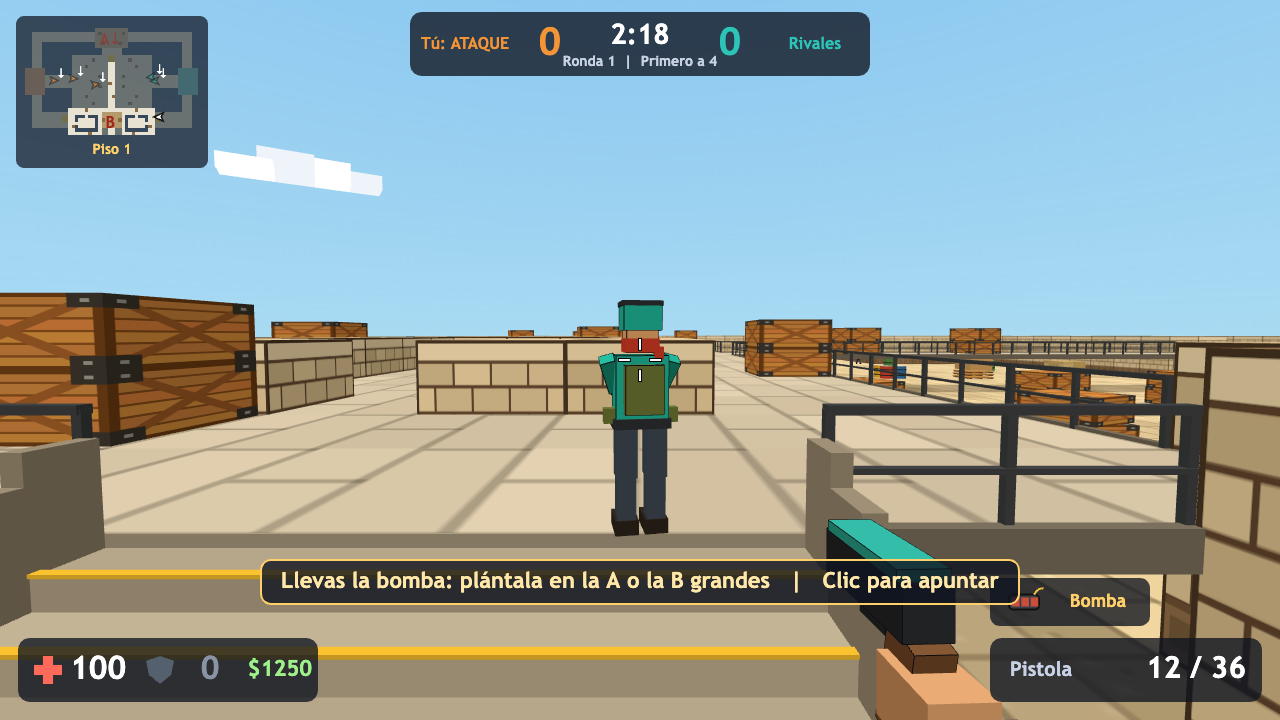 A
B
Piso 1
Tú: ATAQUE
0
2:18
0
Rivales
Ronda 1 | Primero a 4
Llevas la bomba: plántala en la A o la B grandes | Clic para apuntar
Bomba
100
0
$1250
Pistola
12 / 36